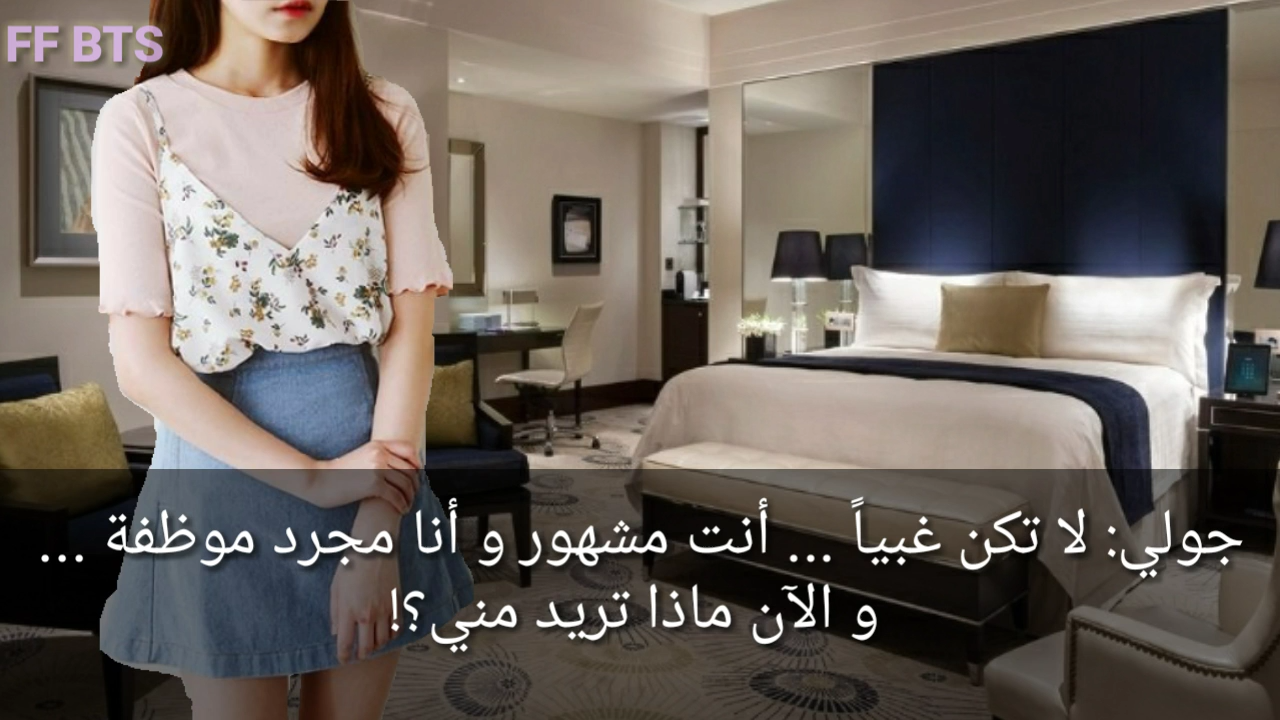 FF BTS
جولي: لا تكن غبياً ... أنت مشهور و أنا مجرد موظفة ...
و الآن ماذا تريد مني؟!